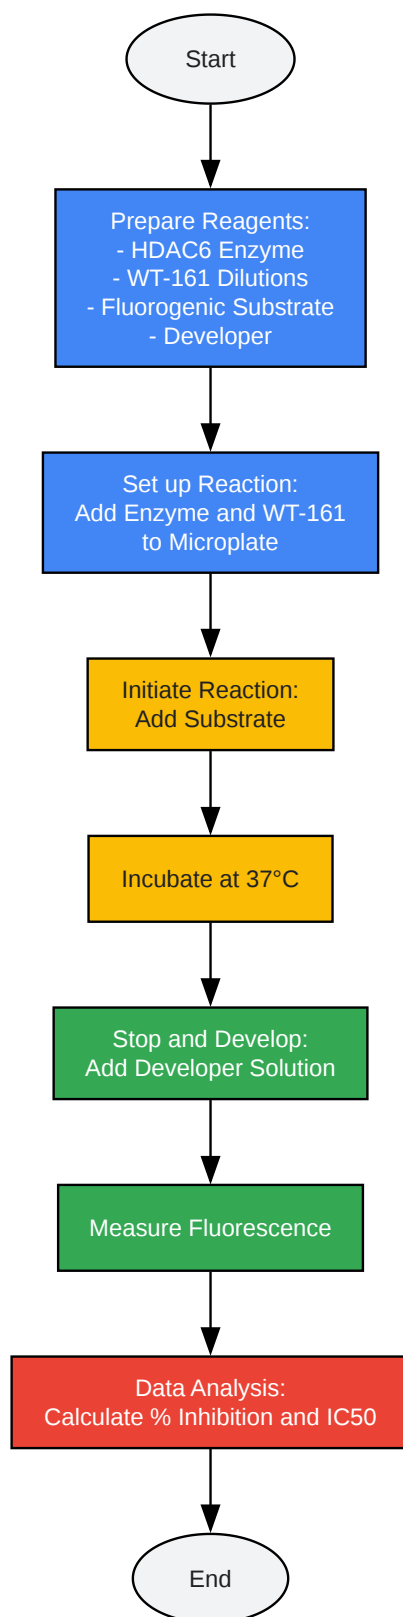 Start
Prepare Reagents:
- HDAC6 Enzyme
- WT-161 Dilutions
- Fluorogenic Substrate
- Developer
Set up Reaction:
Add Enzyme and WT-161
to Microplate
Initiate Reaction:
Add Substrate
Incubate at 37°C
Stop and Develop:
Add Developer Solution
Measure Fluorescence
Data Analysis:
Calculate % Inhibition and IC50
End